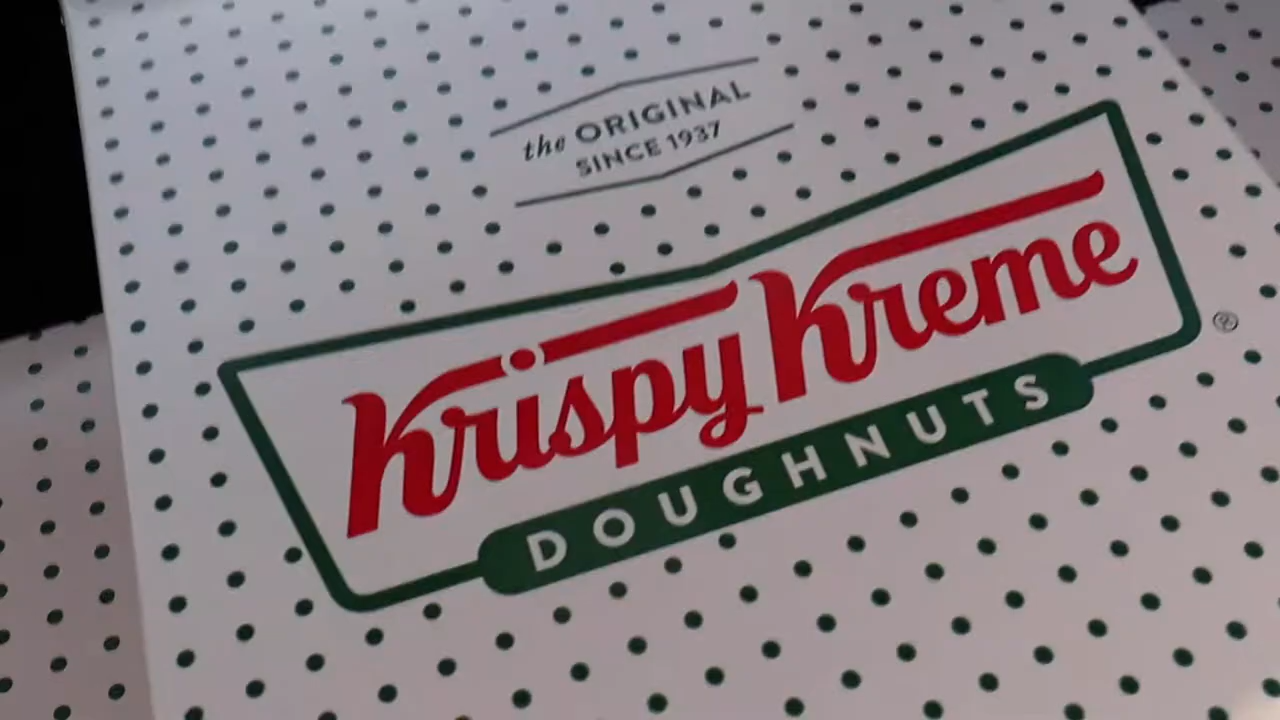 the ORIGINAL
SINCE 1937
Krispy Kreme
®
DOUGHNUTS